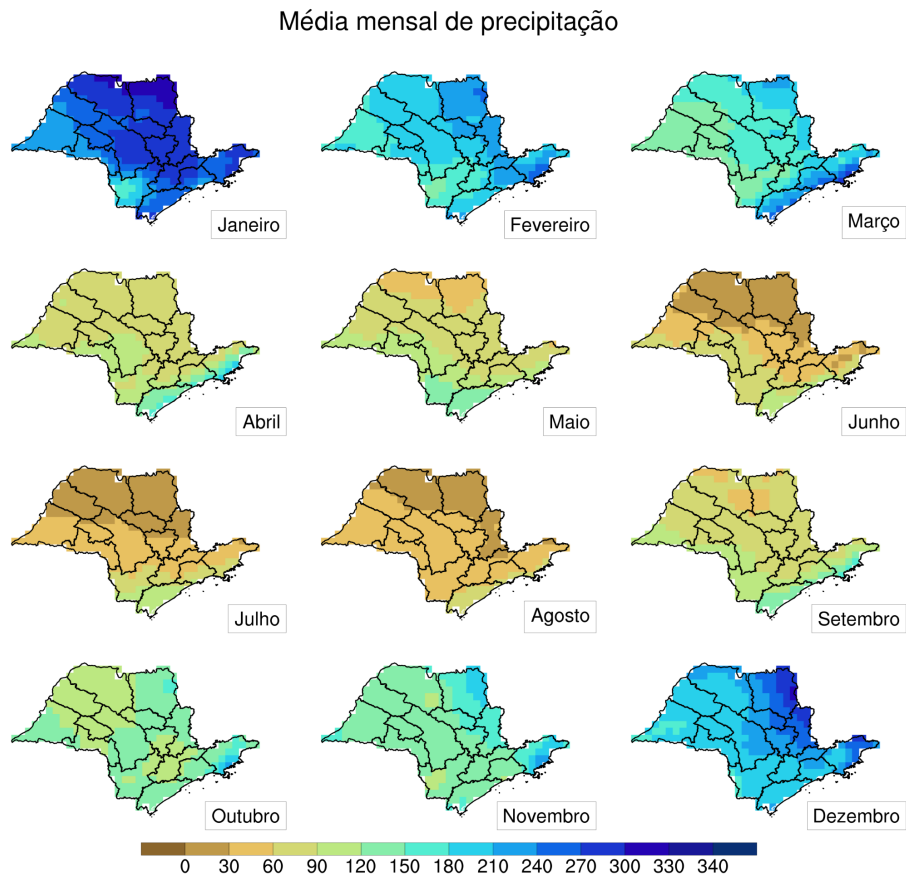 Média mensal de precipitação
Janeiro
Fevereiro
Março
Abril
Maio
Junho
Julho
Agosto
Setembro
Outubro
Novembro
Dezembro
0 30 60 90 120 150 180 210 240 270 300 330 340